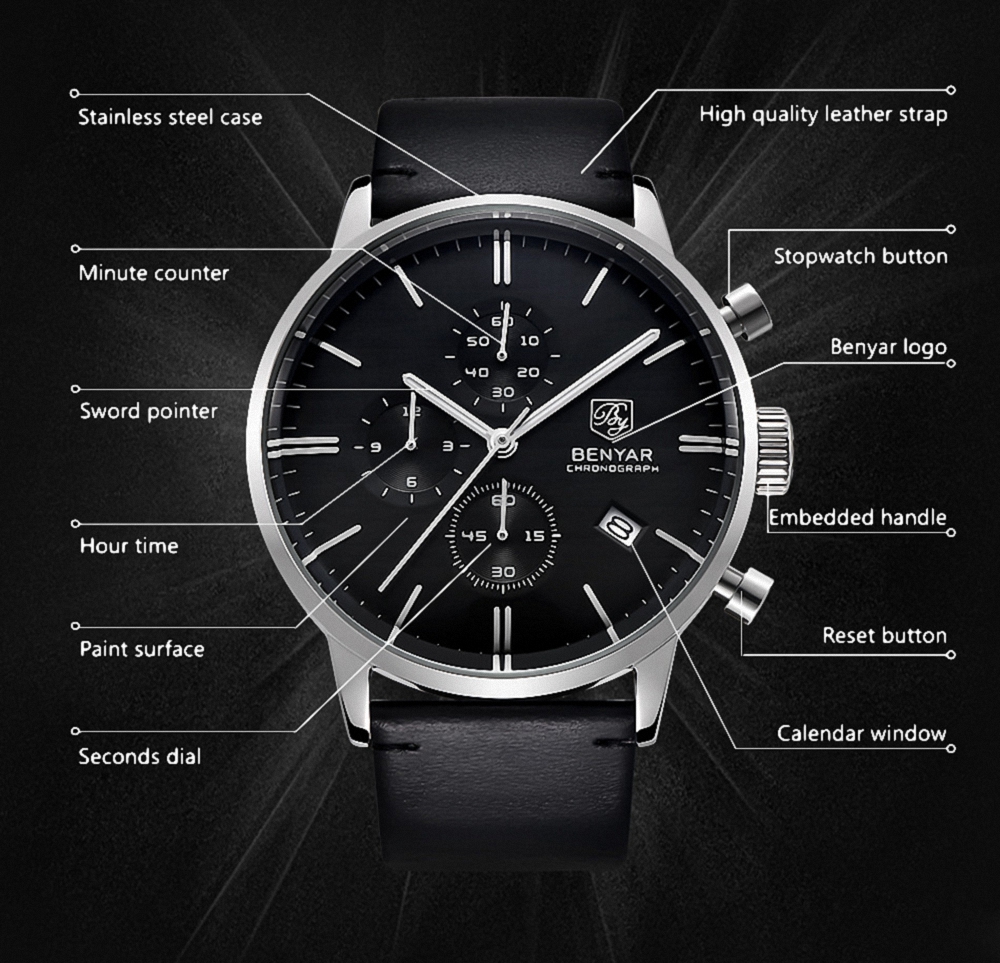 Stainless steel case
High quality leather strap
Minute counter
Stopwatch button
Sword pointer
Benyar logo
Hour time
Embedded handle
Paint surface
Reset button
Seconds dial
Calendar window
60
50 10
40 20
30
12
9 3
6
By
BENYAR
CHRONOGRAPH
60
45 15
30
8